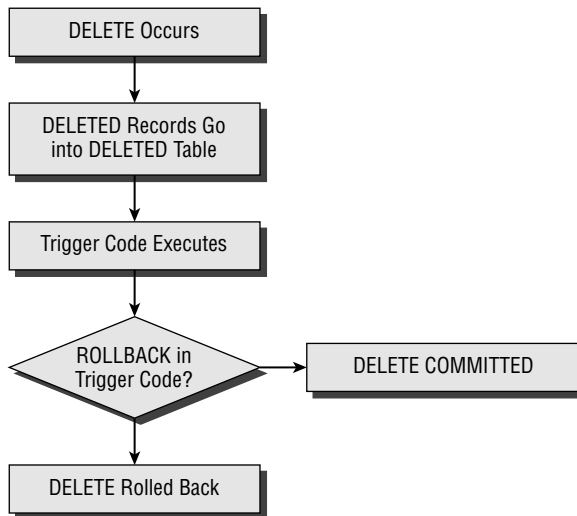 DELETE Occurs
DELETED Records Go
into DELETED Table
Trigger Code Executes
ROLLBACK in
Trigger Code?
DELETE COMMITTED
DELETE Rolled Back